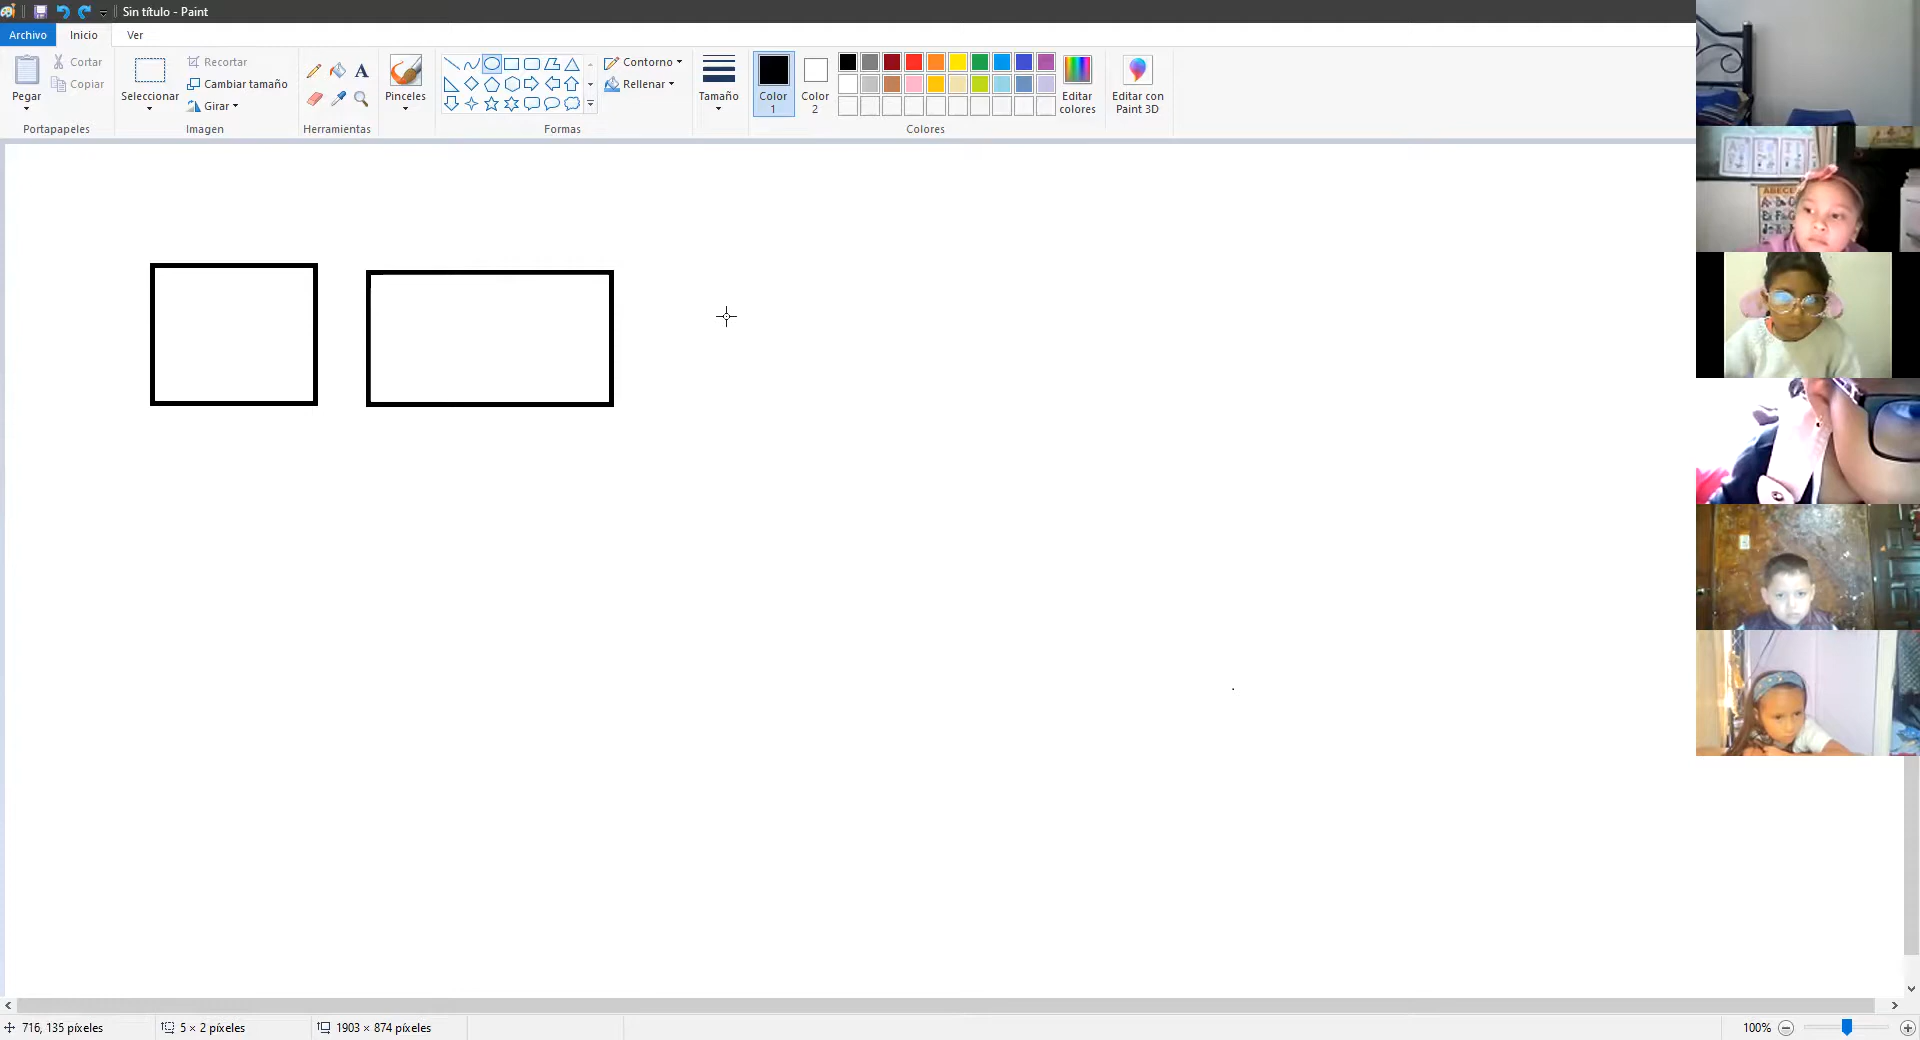 Sin título - Paint
Archivo Inicio Ver
Pegar
Cortar
Copiar
Portapapeles
Seleccionar
Recortar
Cambiar tamaño
Girar
Imagen
A
Herramientas
Pinceles
Contorno
Rellenar
Formas
Tamaño
Color
1
Color
2
Editar
colores
Colores
Editar con
Paint 3D
716, 135 píxeles
5 × 2 píxeles
1903 × 874 píxeles
100%